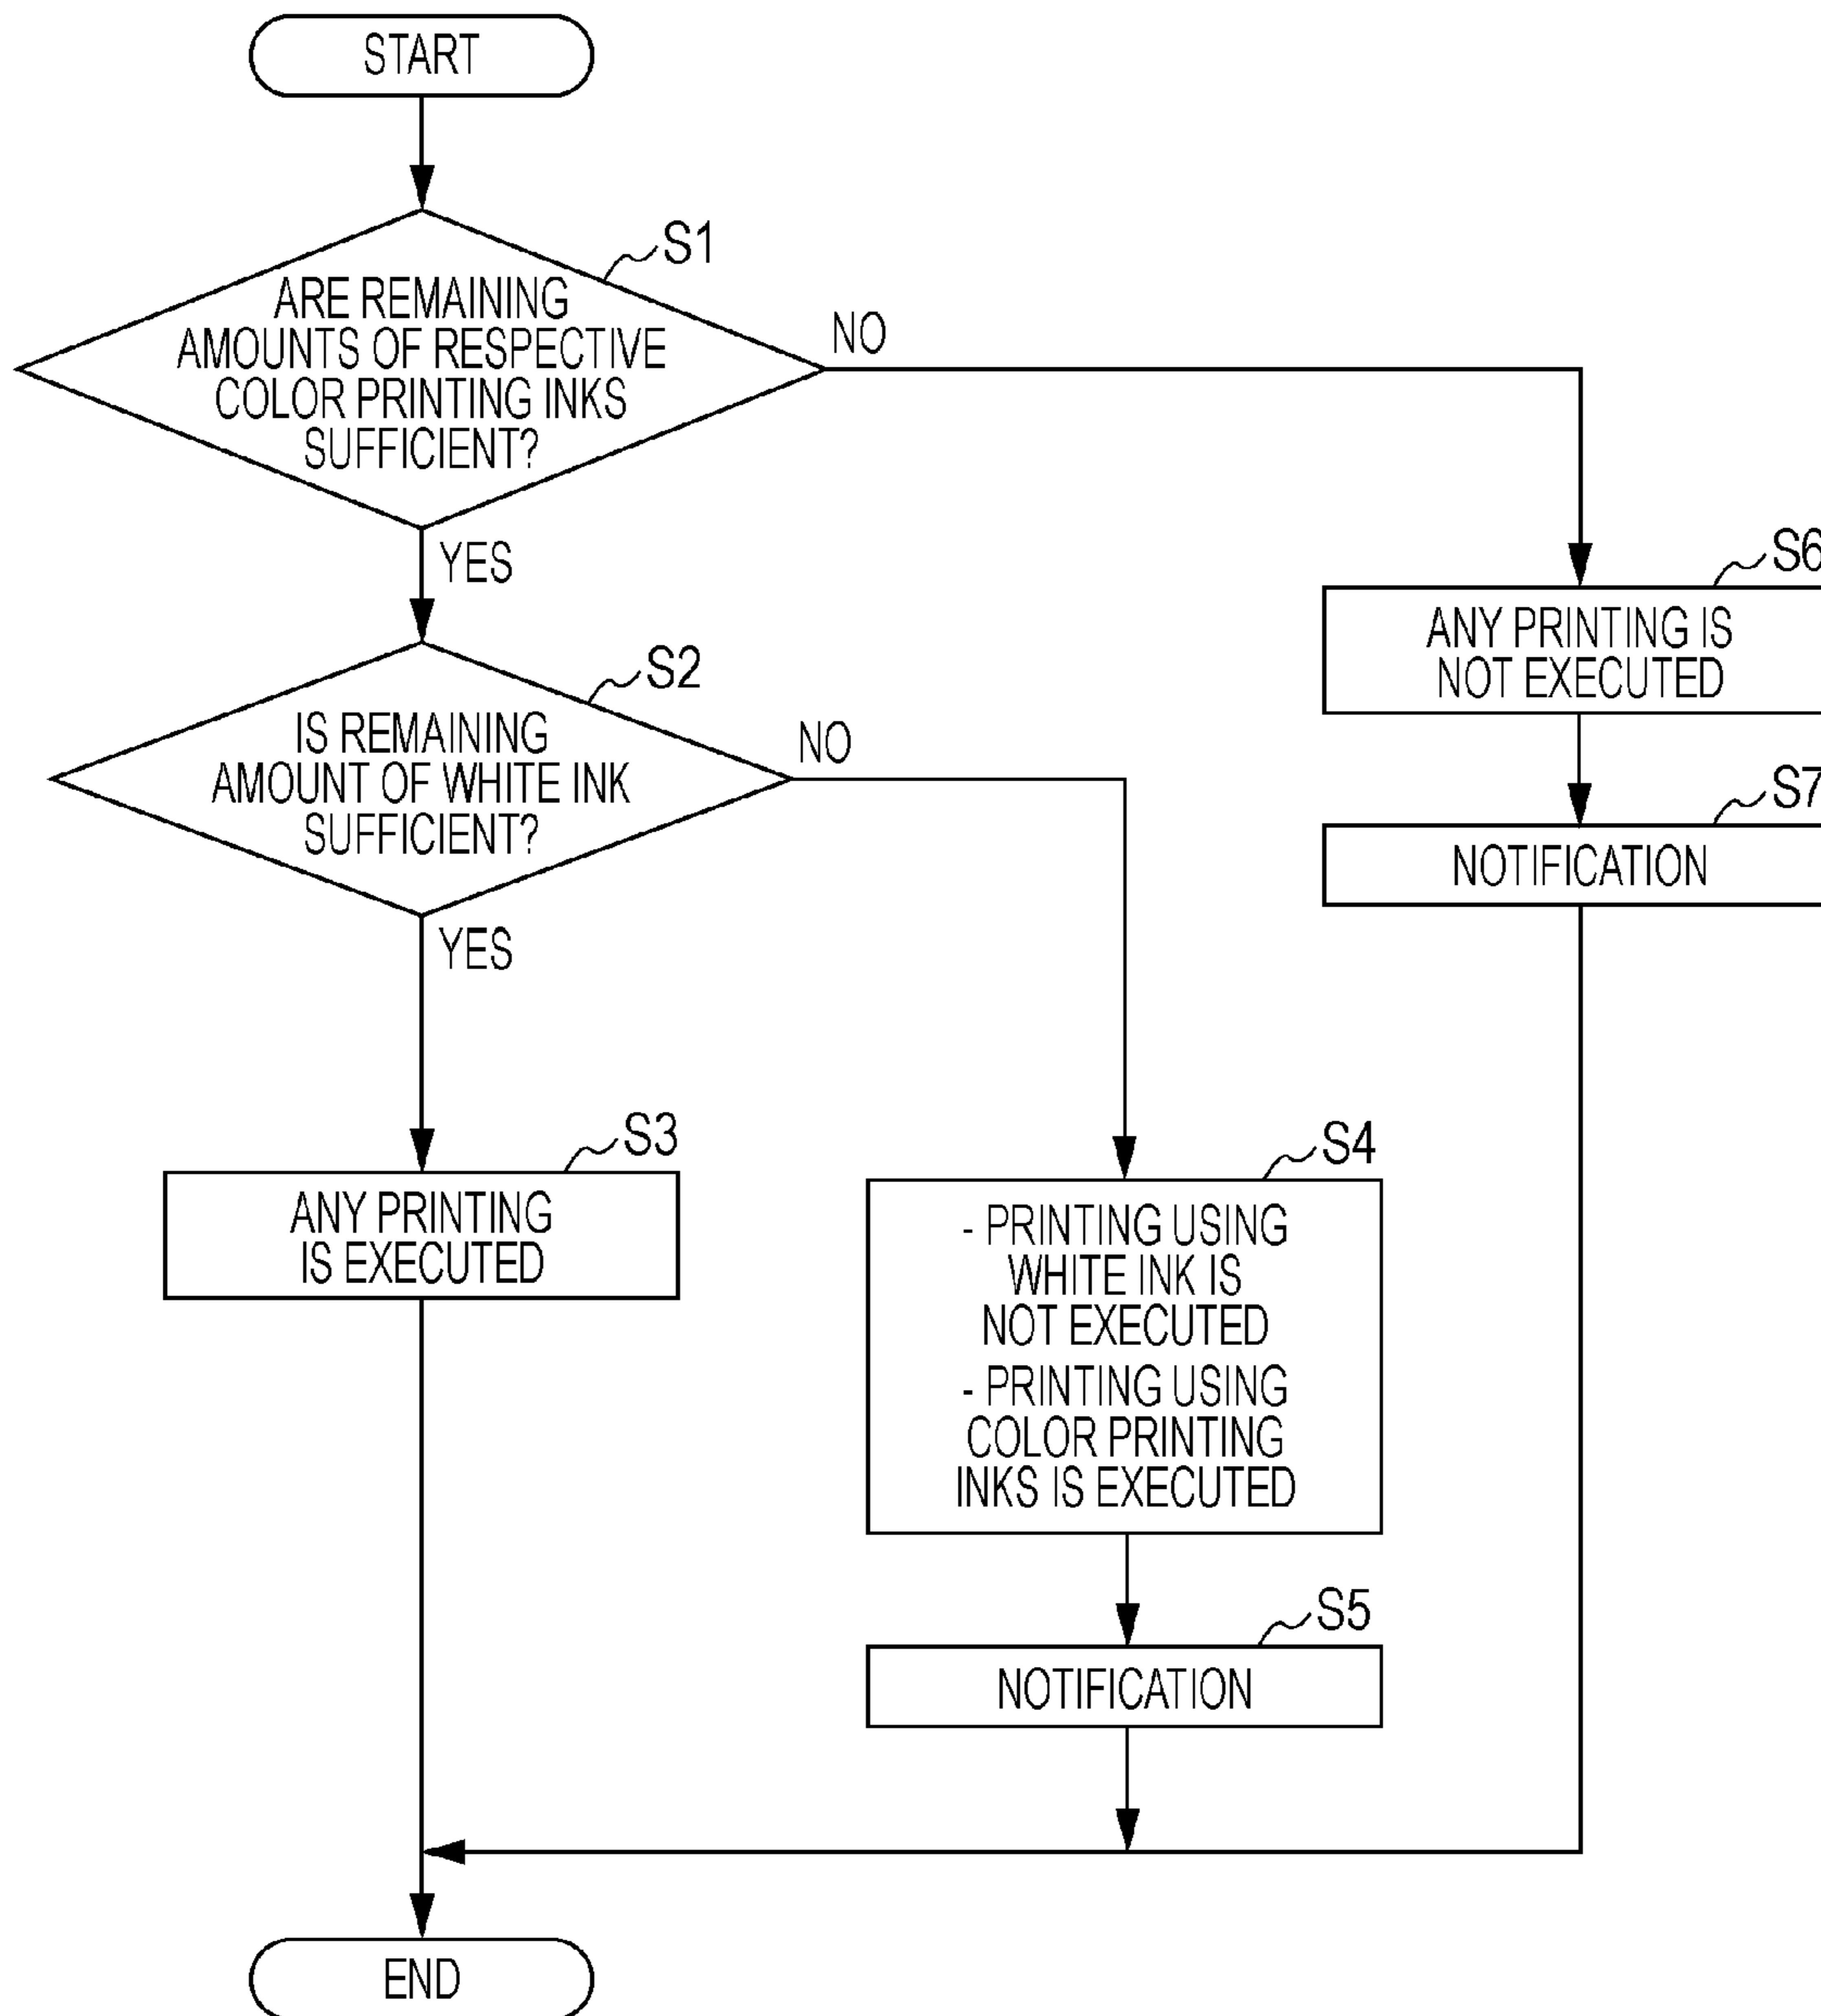 START
S1
ARE REMAINING
AMOUNTS OF RESPECTIVE
COLOR PRINTING INKS
SUFFICIENT?
NO
YES
S6
ANY PRINTING IS
NOT EXECUTED
S2
IS REMAINING
AMOUNT OF WHITE INK
SUFFICIENT?
NO
YES
S7
NOTIFICATION
S3
ANY PRINTING
IS EXECUTED
S4
- PRINTING USING
WHITE INK IS
NOT EXECUTED
- PRINTING USING
COLOR PRINTING
INKS IS EXECUTED
S5
NOTIFICATION
END